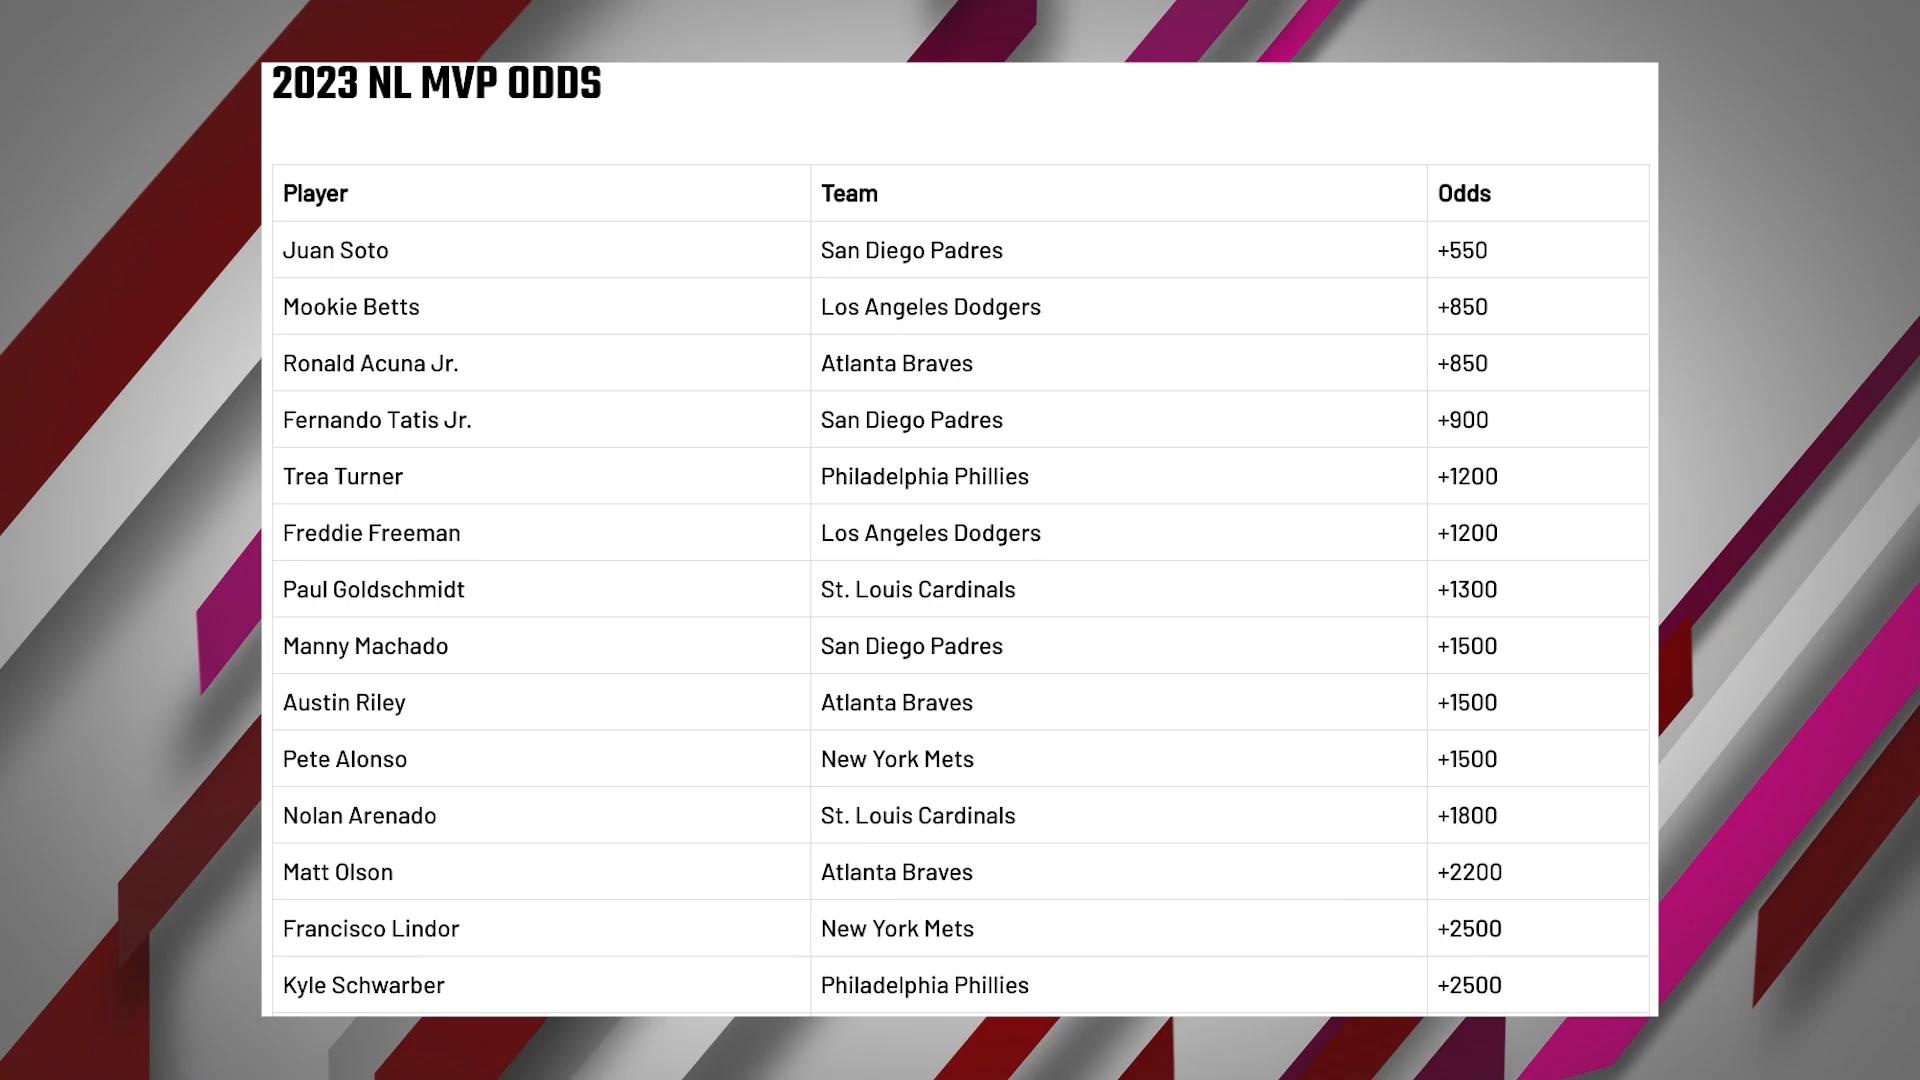 2023 NL MVP ODDS
Player Team Odds
Juan Soto San Diego Padres +550
Mookie Betts Los Angeles Dodgers +850
Ronald Acuna Jr. Atlanta Braves +850
Fernando Tatis Jr. San Diego Padres +900
Trea Turner Philadelphia Phillies +1200
Freddie Freeman Los Angeles Dodgers +1200
Paul Goldschmidt St. Louis Cardinals +1300
Manny Machado San Diego Padres +1500
Austin Riley Atlanta Braves +1500
Pete Alonso New York Mets +1500
Nolan Arenado St. Louis Cardinals +1800
Matt Olson Atlanta Braves +2200
Francisco Lindor New York Mets +2500
Kyle Schwarber Philadelphia Phillies +2500